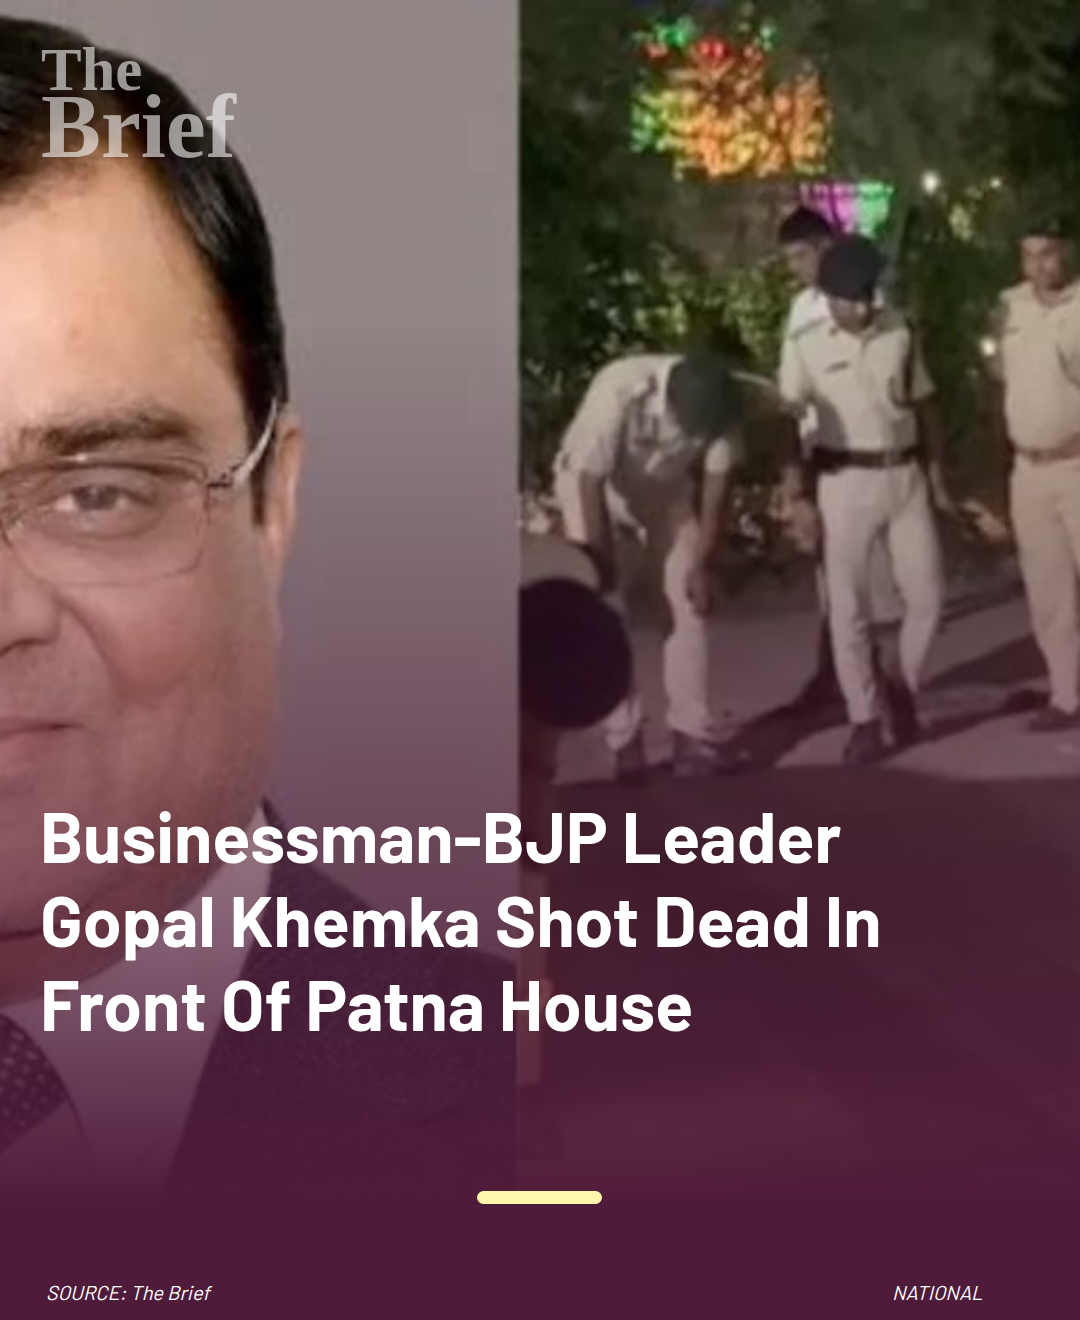 The
Brief
Businessman-BJP Leader
Gopal Khemka Shot Dead In
Front Of Patna House
SOURCE: The Brief
NATIONAL